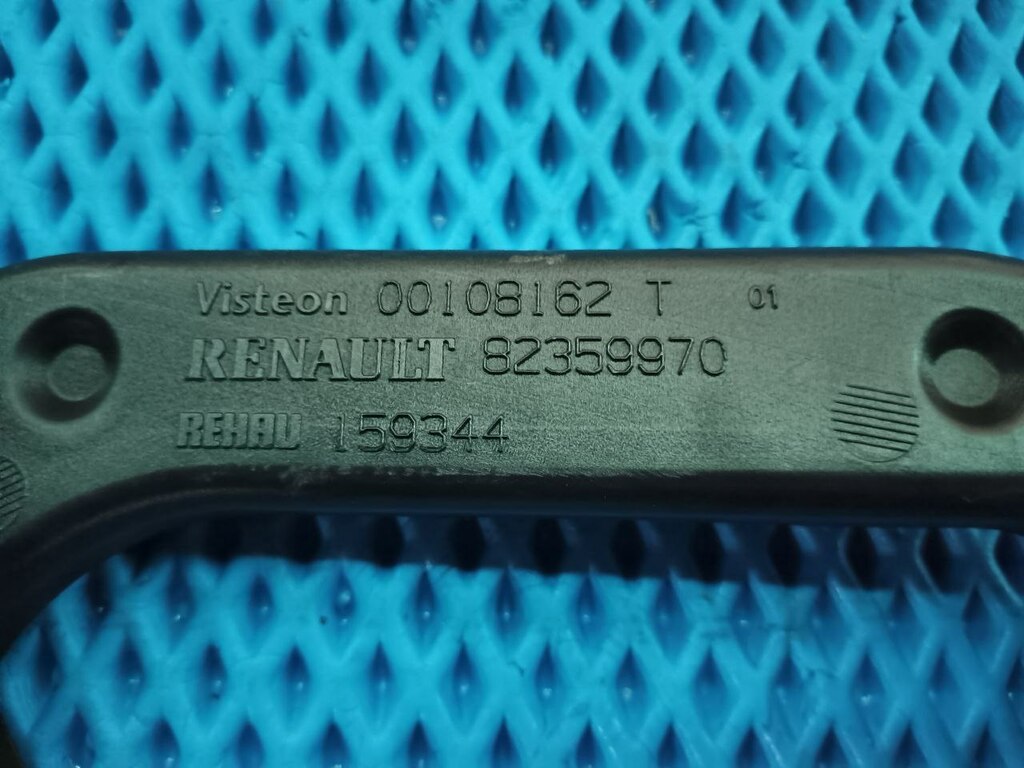 Visteon 00108162 T 01
RENAULT 82359970
REHAU 159344